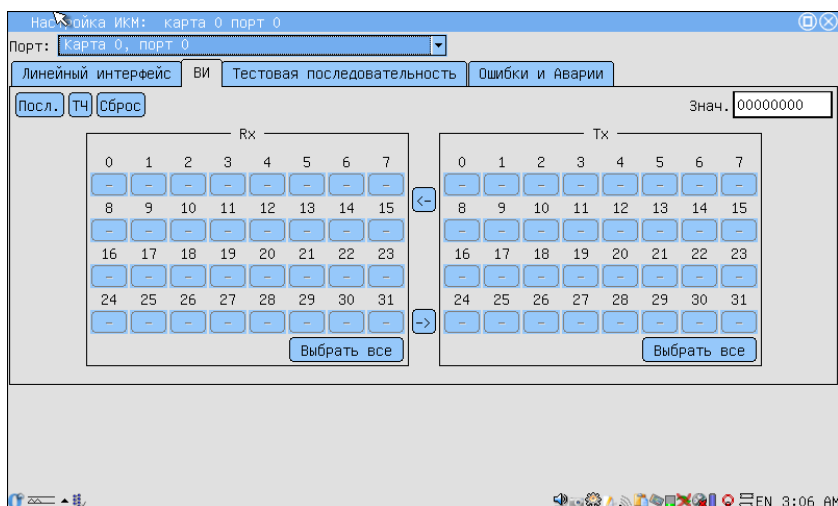 Настройка ИКМ: карта 0 порт 0
Порт: Карта 0, порт 0
Линейный интерфейс ВИ Тестовая последовательность Ошибки и Аварии
Посл. ТЧ Сброс Знач. 00000000
Rx Tx
0 1 2 3 4 5 6 7 0 1 2 3 4 5 6 7
- - - - - - - - <- - - - - - - - -
8 9 10 11 12 13 14 15 8 9 10 11 12 13 14 15
- - - - - - - - - - - - - - - -
16 17 18 19 20 21 22 23 16 17 18 19 20 21 22 23
- - - - - - - - - - - - - - - -
24 25 26 27 28 29 30 31 24 25 26 27 28 29 30 31
- - - - - - - - -> - - - - - - - -
Выбрать все Выбрать все
EN 3:06 AM